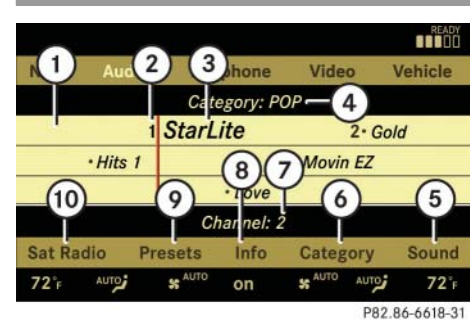 READY
1 2 3
Audio Phone Video Vehicle
Category: POP 4
1 StarLite 2· Gold
· Hits 1 8 7 Movin EZ
10 9 · Love 6 5
Channel: 2
Sat Radio Presets Info Category Sound
72°F AUTO AUTO on AUTO AUTO 72°F
P82.86-6618-31